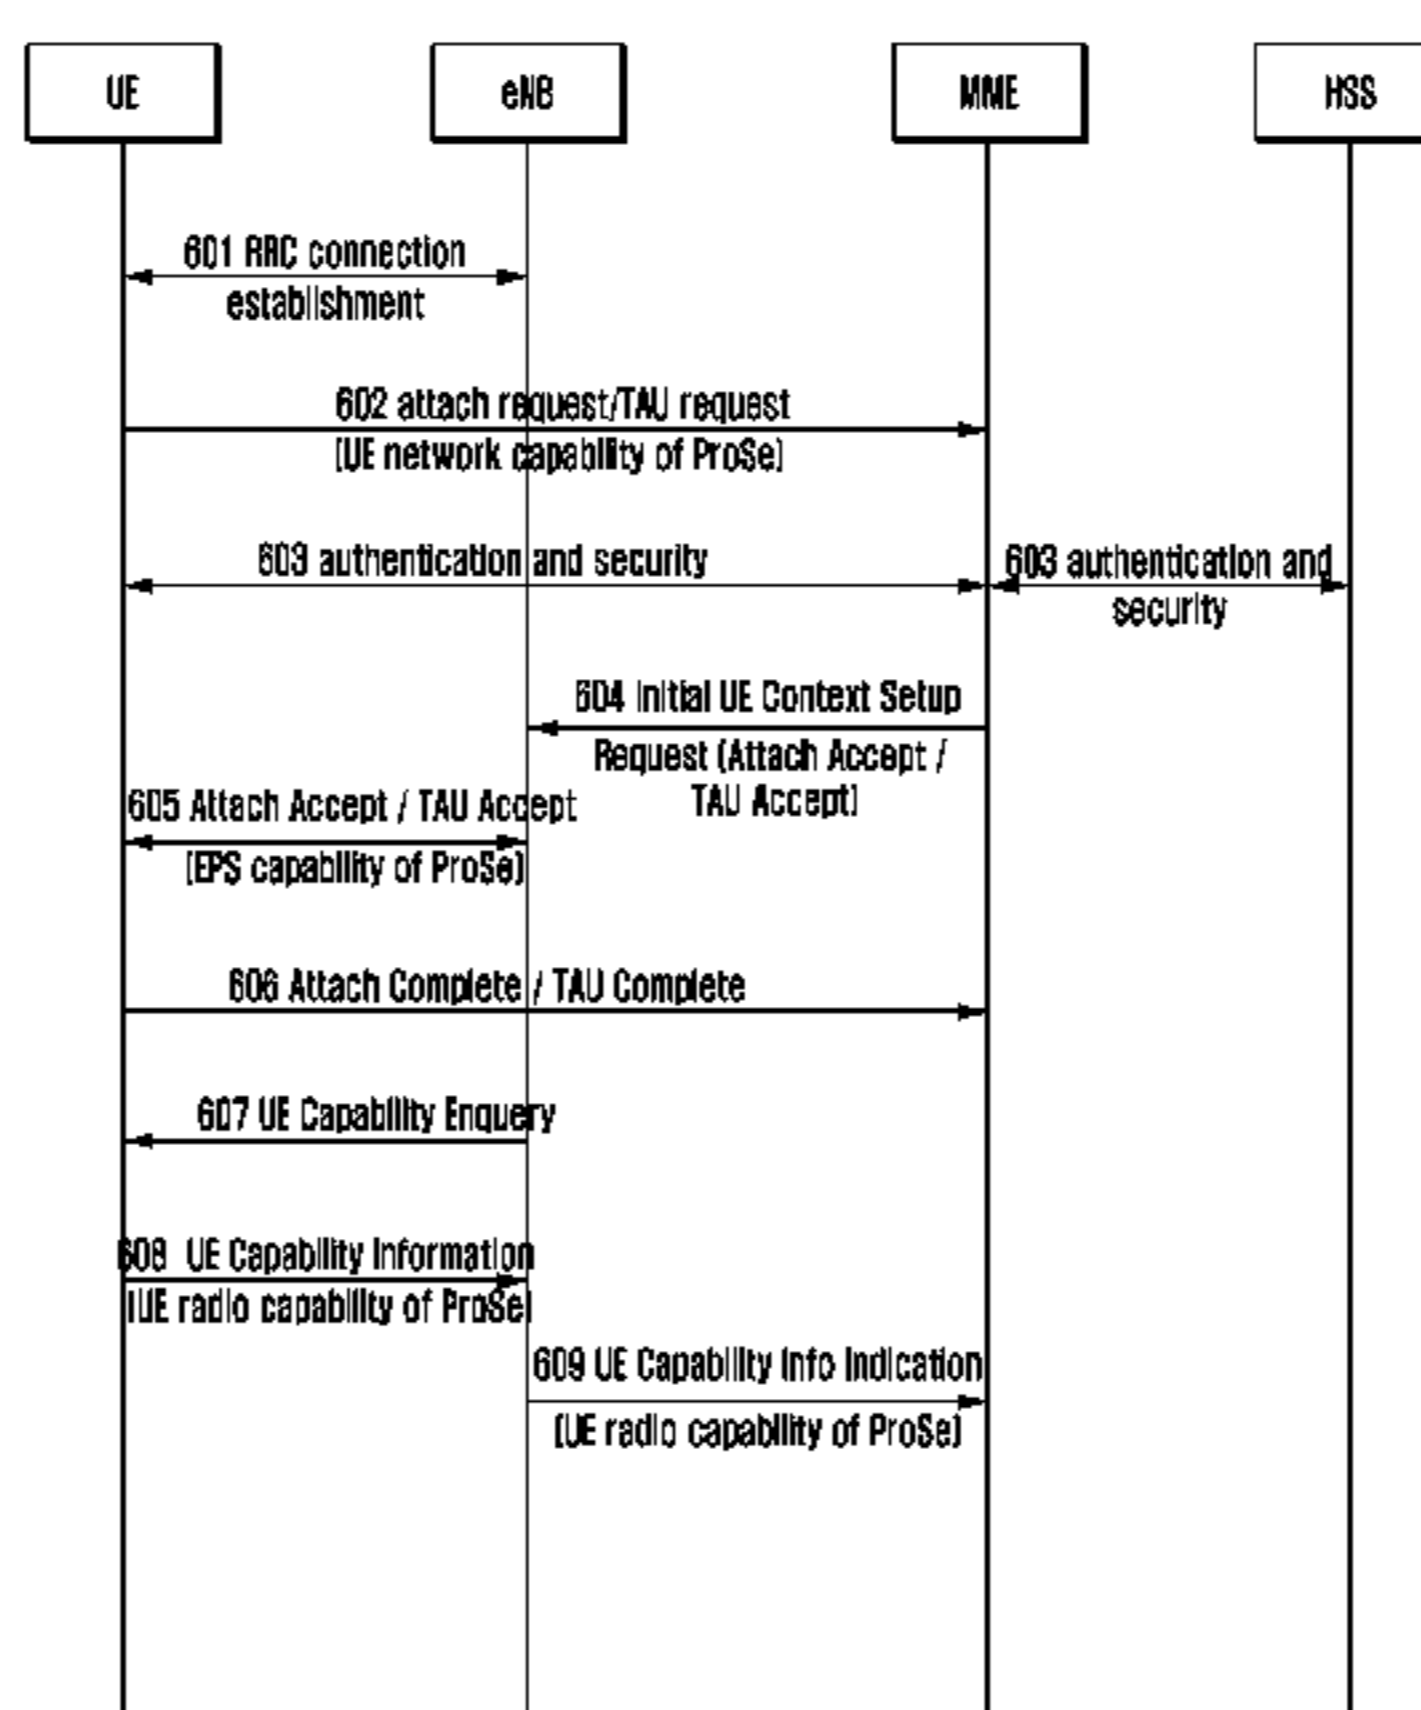 UE
eNB
MME
HSS
601 RRC connection
establishment
602 attach request/TAU request
(UE network capability of ProSe)
603 authentication and security
603 authentication and
security
604 Initial UE Context Setup
Request (Attach Accept /
TAU Accept)
605 Attach Accept / TAU Accept
(EPS capability of ProSe)
606 Attach Complete / TAU Complete
607 UE Capability Enquery
608 UE Capability Information
(UE radio capability of ProSe)
609 UE Capability Info Indication
(UE radio capability of ProSe)